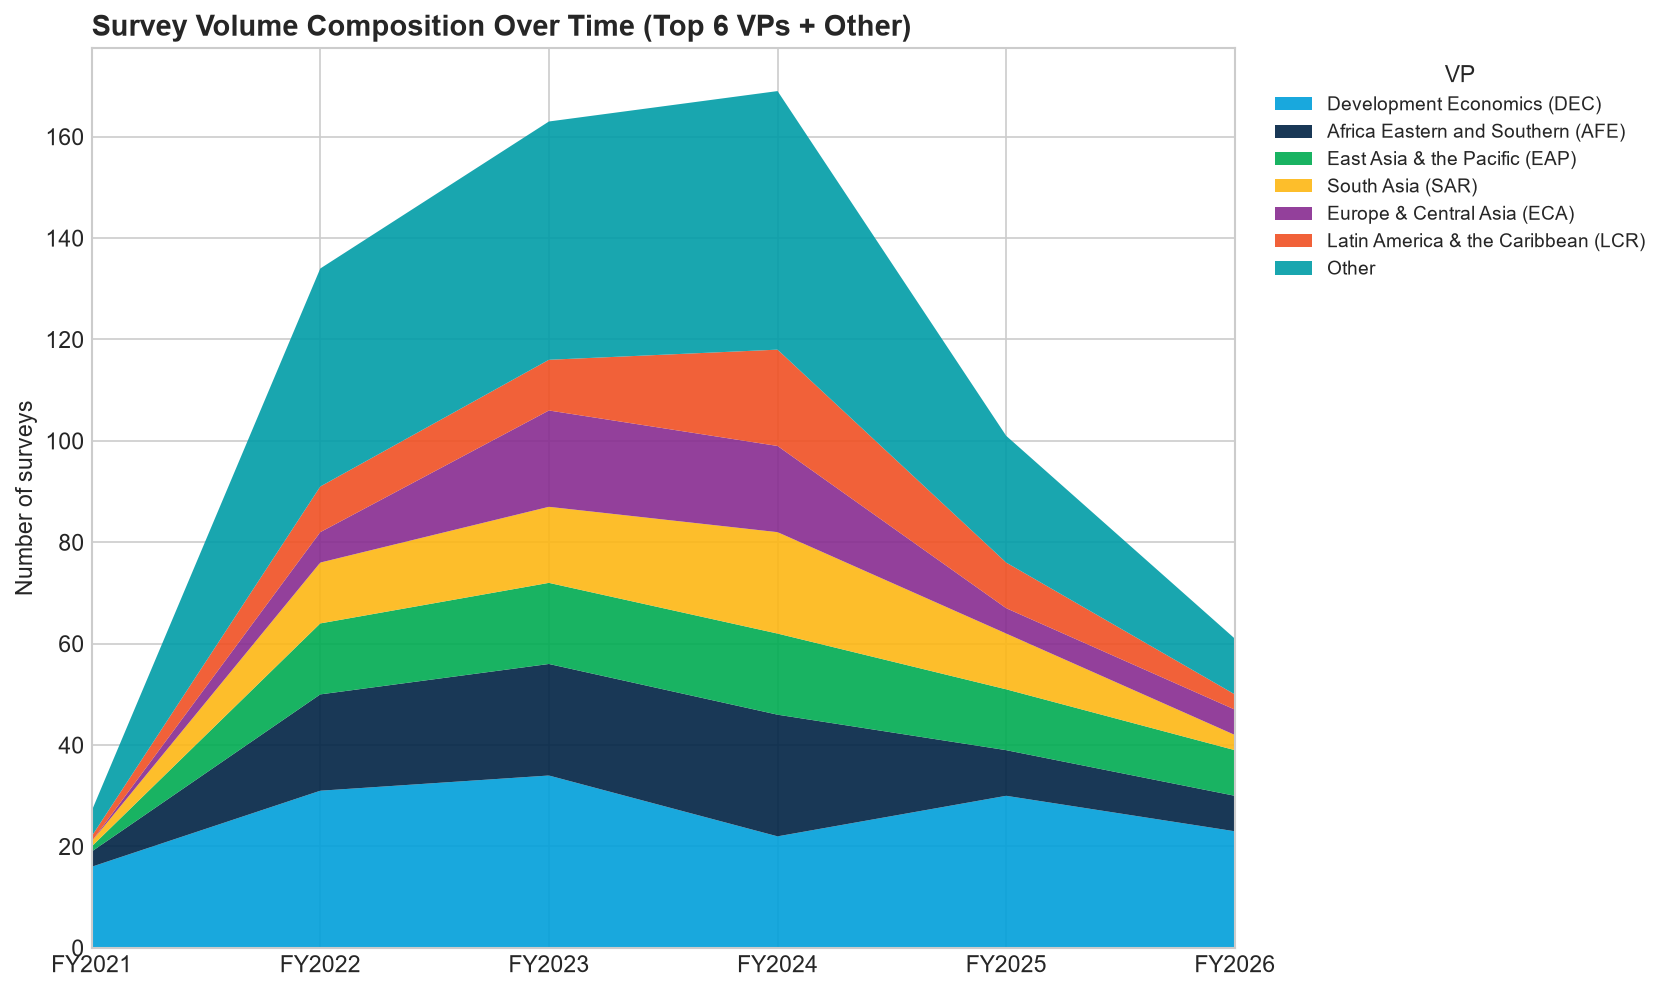 Survey Volume Composition Over Time (Top 6 VPs + Other)
VP
Development Economics (DEC)
Africa Eastern and Southern (AFE)
East Asia & the Pacific (EAP)
South Asia (SAR)
Europe & Central Asia (ECA)
Latin America & the Caribbean (LCR)
Other
Number of surveys
160
140
120
100
80
60
40
20
0
FY2021 FY2022 FY2023 FY2024 FY2025 FY2026